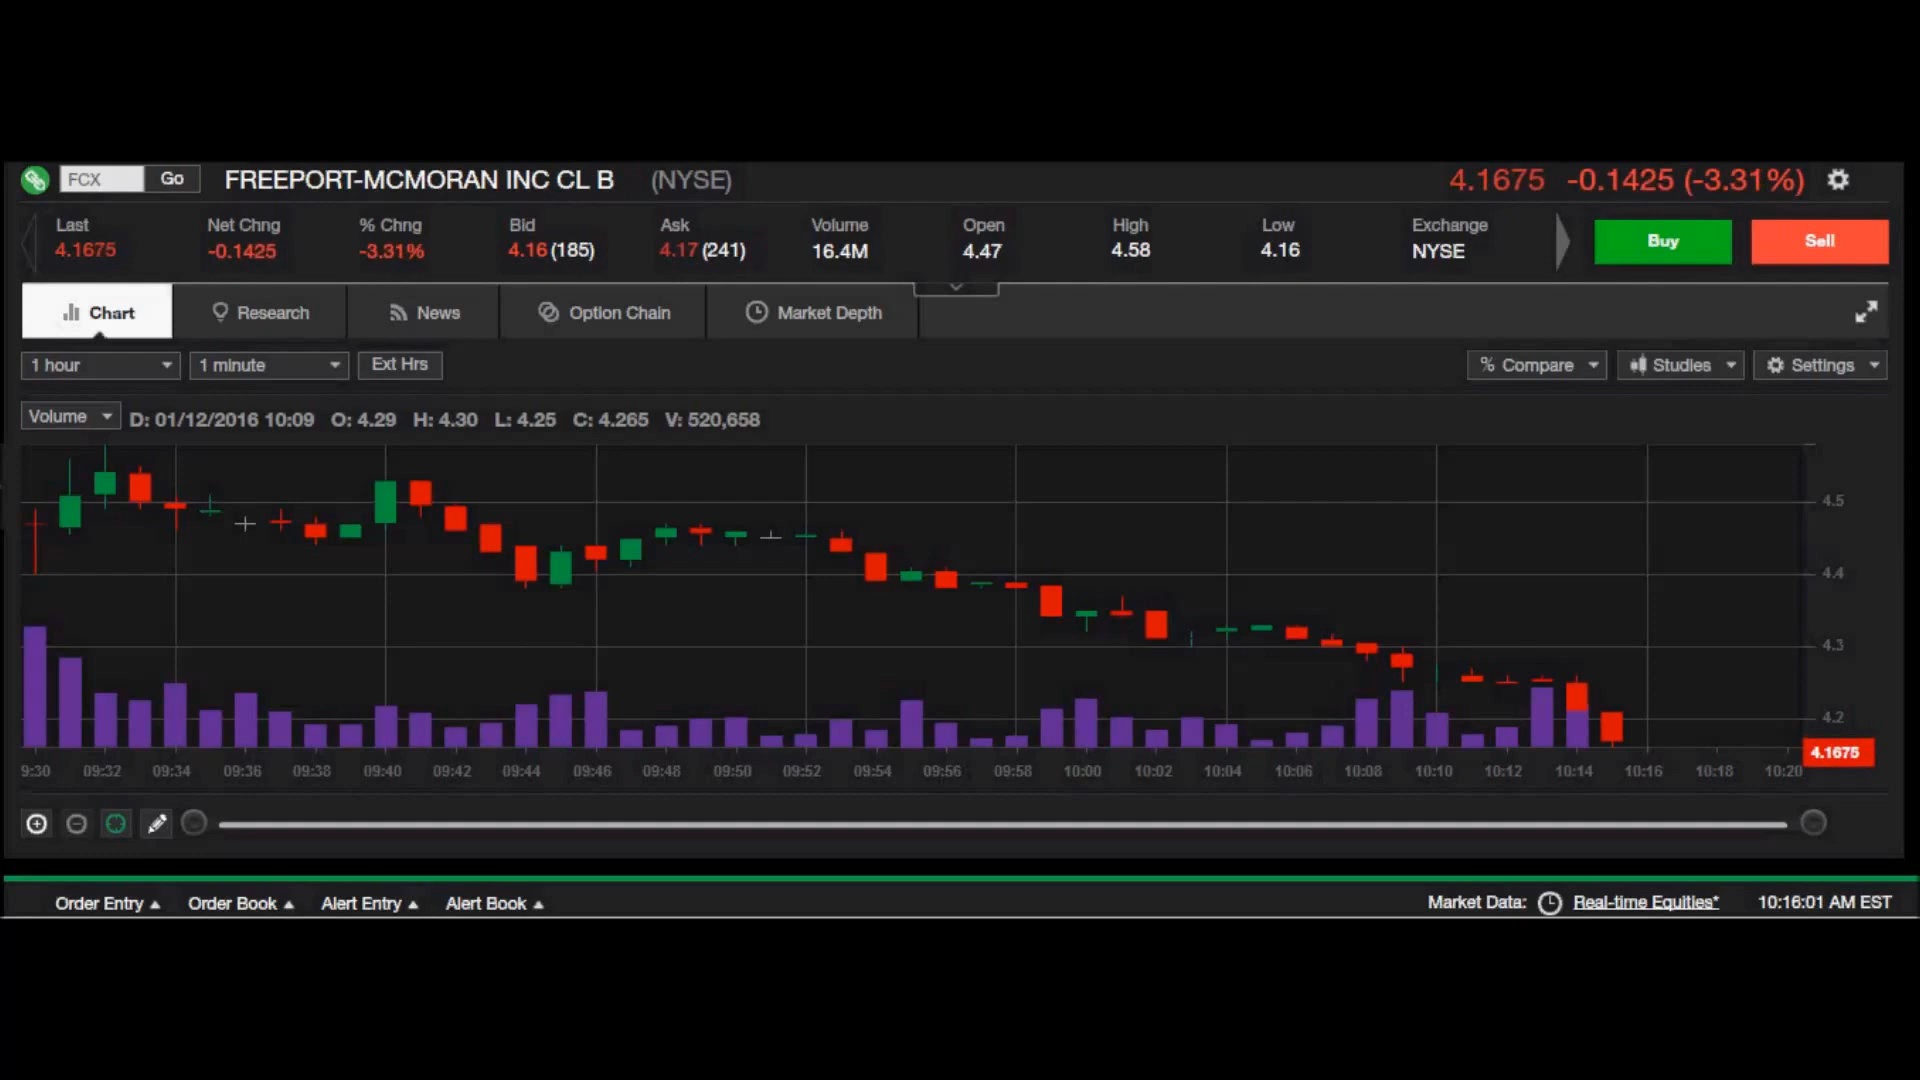 FCX Go FREEPORT-MCMORAN INC CL B (NYSE) 4.1675 -0.1425 (-3.31%)
Last Net Chng % Chng Bid Ask Volume Open High Low Exchange
4.1675 -0.1425 -3.31% 4.16 (185) 4.17 (241) 16.4M 4.47 4.58 4.16 NYSE
Buy Sell
Chart Research News Option Chain Market Depth
1 hour 1 minute Ext Hrs % Compare Studies Settings
Volume D: 01/12/2016 10:09 O: 4.29 H: 4.30 L: 4.25 C: 4.265 V: 520,658
4.5
4.4
4.3
4.2
4.1675
9:30 09:32 09:34 09:36 09:38 09:40 09:42 09:44 09:46 09:48 09:50 09:52 09:54 09:56 09:58 10:00 10:02 10:04 10:06 10:08 10:10 10:12 10:14 10:16 10:18 10:20
Order Entry Order Book Alert Entry Alert Book Market Data: Real-time Equities* 10:16:01 AM EST